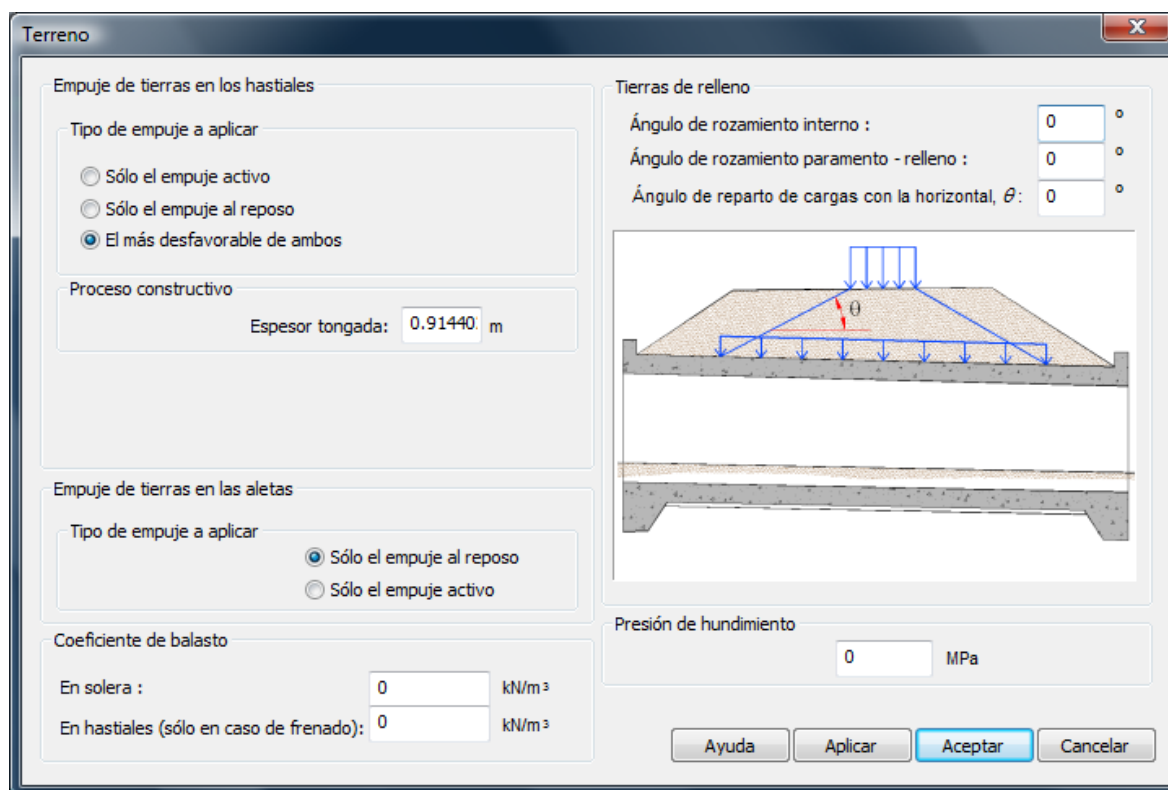 Terreno
Empuje de tierras en los hastiales
Tipo de empuje a aplicar
Sólo el empuje activo
Sólo el empuje al reposo
El más desfavorable de ambos
Proceso constructivo
Espesor tongada: 0.91440 m
Empuje de tierras en las aletas
Tipo de empuje a aplicar
Sólo el empuje al reposo
Sólo el empuje activo
Coeficiente de balasto
En solera : 0 kN/m³
En hastiales (sólo en caso de frenado): 0 kN/m³
Tierras de relleno
Ángulo de rozamiento interno : 0 º
Ángulo de rozamiento paramento - relleno : 0 º
Ángulo de reparto de cargas con la horizontal, θ: 0 º
θ
Presión de hundimiento
0 MPa
Ayuda Aplicar Aceptar Cancelar